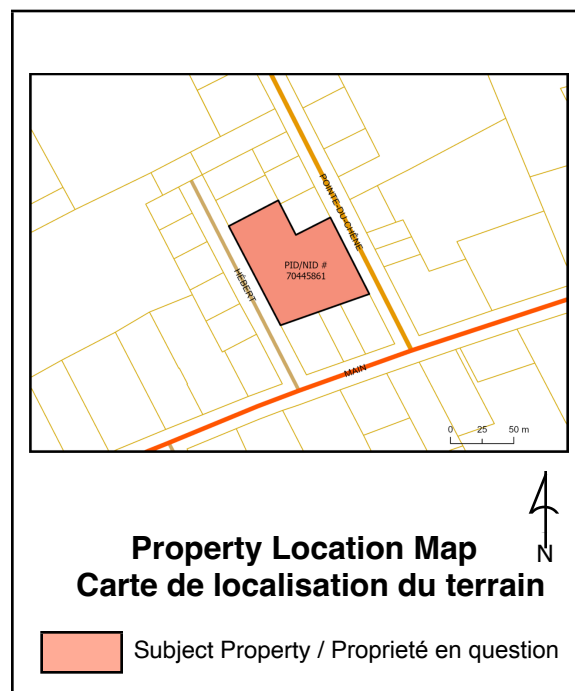 POINTE-DU-CHÊNE
PID/NID #
70445861
HÉBERT
MAIN
0 25 50 m
N
Property Location Map
Carte de localisation du terrain
Subject Property / Proprieté en question